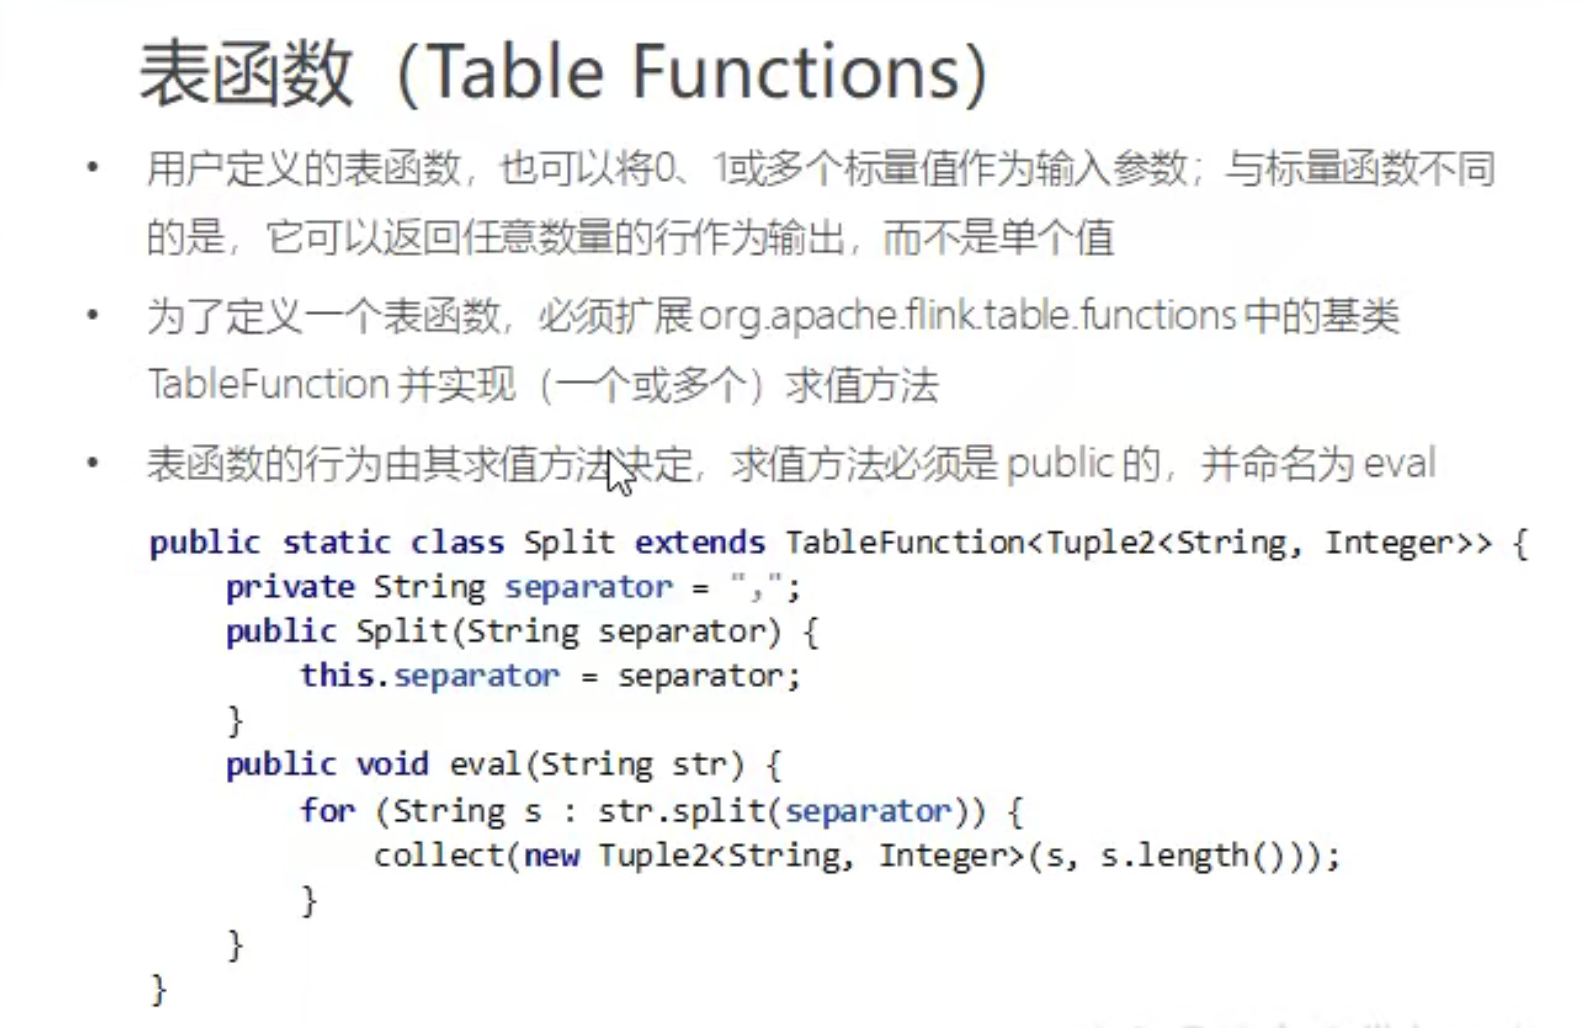 表函数（Table Functions）
• 用户定义的表函数，也可以将0、1或多个标量值作为输入参数；与标量函数不同
的是，它可以返回任意数量的行作为输出，而不是单个值
• 为了定义一个表函数，必须扩展org.apache.flink.table.functions 中的基类
TableFunction 并实现（一个或多个）求值方法
• 表函数的行为由其求值方法决定，求值方法必须是 public 的，并命名为 eval
public static class Split extends TableFunction<Tuple2<String, Integer>> {
private String separator = ",";
public Split(String separator) {
this.separator = separator;
}
public void eval(String str) {
for (String s : str.split(separator)) {
collect(new Tuple2<String, Integer>(s, s.length()));
}
}
}